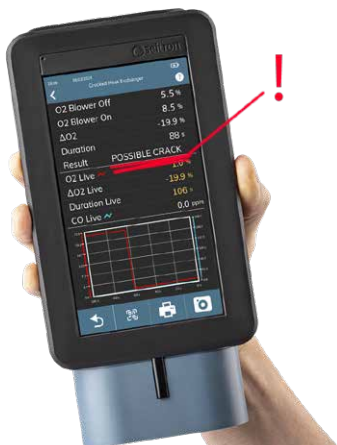 Beltron
Cracked Heat Exchanger
O2 Blower Off 5.5 %
O2 Blower On 8.5 %
ΔO2 -19.9 %
Duration 88 s
Result POSSIBLE CRACK
O2 Live 1.0 %
ΔO2 Live -19.9 %
Duration Live 106 s
CO Live 0.0 ppm
!